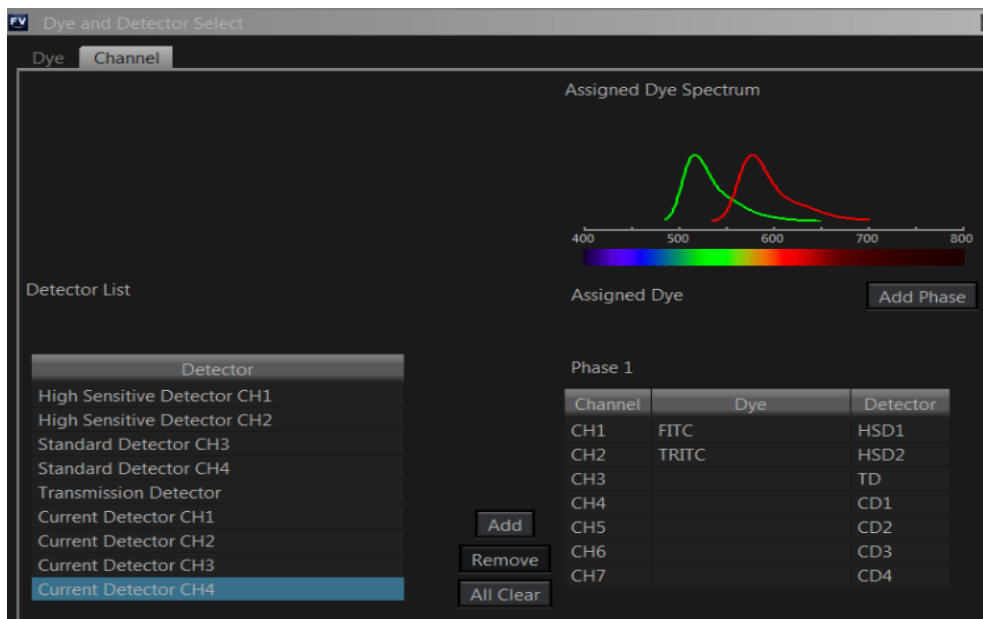 FV Dye and Detector Select
Dye Channel
Assigned Dye Spectrum
400 500 600 700 800
Detector List
Assigned Dye Add Phase
Phase 1
Detector
High Sensitive Detector CH1
High Sensitive Detector CH2
Standard Detector CH3
Standard Detector CH4
Transmission Detector
Current Detector CH1
Current Detector CH2
Current Detector CH3
Current Detector CH4
Add
Remove
All Clear
Channel Dye Detector
CH1 FITC HSD1
CH2 TRITC HSD2
CH3 TD
CH4 CD1
CH5 CD2
CH6 CD3
CH7 CD4